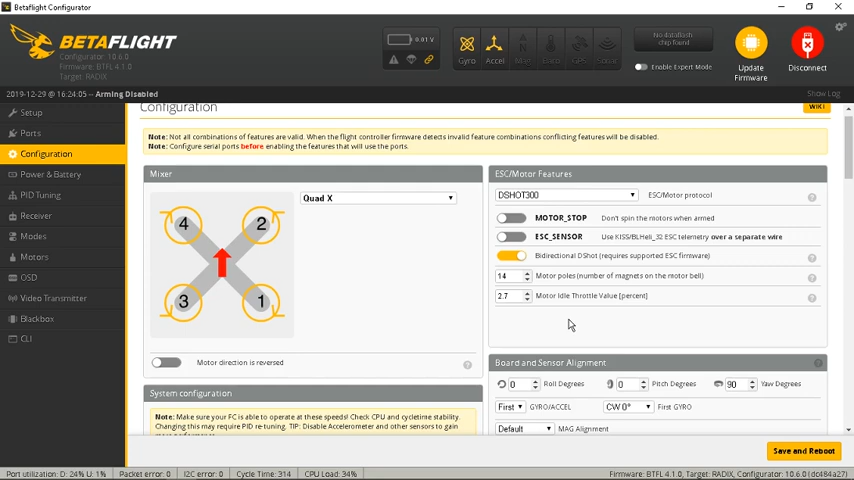 Betaflight Configurator
BETAFLIGHT
Configurator: 10.6.0
Firmware: BTFL 4.1.0
Target: RADIX
0.01 V
Gyro
Accel
GPS
Sonar
No dataflash
chip found
Enable Expert Mode
Update
Firmware
Disconnect
2019-12-29 @ 16:24:05 -- Arming Disabled
Show Log
Setup
Ports
Configuration
Power & Battery
PID Tuning
Receiver
Modes
Motors
OSD
Video Transmitter
Blackbox
CLI
Configuration
WIKI
Note: Not all combinations of features are valid. When the flight controller firmware detects invalid feature combinations conflicting features will be disabled.
Note: Configure serial ports before enabling the features that will use the ports.
Mixer
Quad X
4
2
3
1
Motor direction is reversed
System configuration
Note: Make sure your FC is able to operate at these speeds! Check CPU and cycletime stability.
Changing this may require PID re-tuning. TIP: Disable Accelerometer and other sensors to gain
ESC/Motor Features
DSHOT300
ESC/Motor protocol
MOTOR_STOP
Don't spin the motors when armed
ESC_SENSOR
Use KISS/BLHeli_32 ESC telemetry over a separate wire
Bidirectional DShot (requires supported ESC firmware)
14
Motor poles (number of magnets on the motor bell)
2.7
Motor Idle Throttle Value [percent]
Board and Sensor Alignment
0 Roll Degrees
0 Pitch Degrees
90 Yaw Degrees
First
GYRO/ACCEL
CW 0°
First GYRO
Default
MAG Alignment
Save and Reboot
Port utilization: D: 24% U: 1%
Packet error: 0
I2C error: 0
Cycle Time: 314
CPU Load: 34%
Firmware: BTFL 4.1.0, Target: RADIX, Configurator: 10.6.0 (dc484a27)